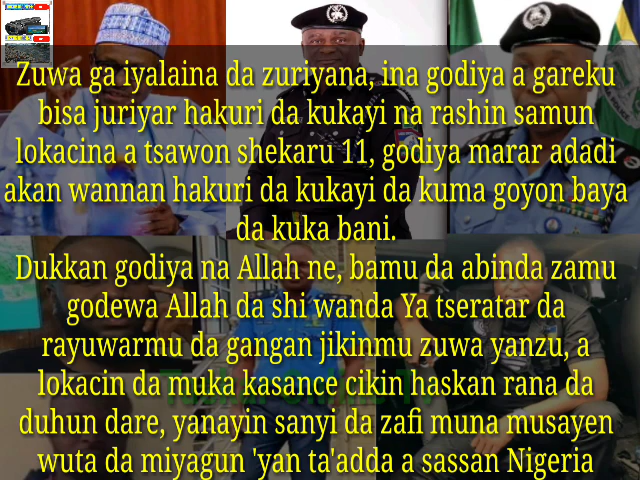 Zuwa ga iyalaina da zuriyana, ina godiya a gareku
bisa juriyar hakuri da kukayi na rashin samun
lokacina a tsawon shekaru 11, godiya marar adadi
akan wannan hakuri da kukayi da kuma goyon baya
da kuka bani.
Dukkan godiya na Allah ne, bamu da abinda zamu
godewa Allah da shi wanda Ya tseratar da
rayuwarmu da gangan jikinmu zuwa yanzu, a
lokacin da muka kasance cikin haskan rana da
duhun dare, yanayin sanyi da zafi muna musayen
wuta da miyagun 'yan ta'adda a sassan Nigeria